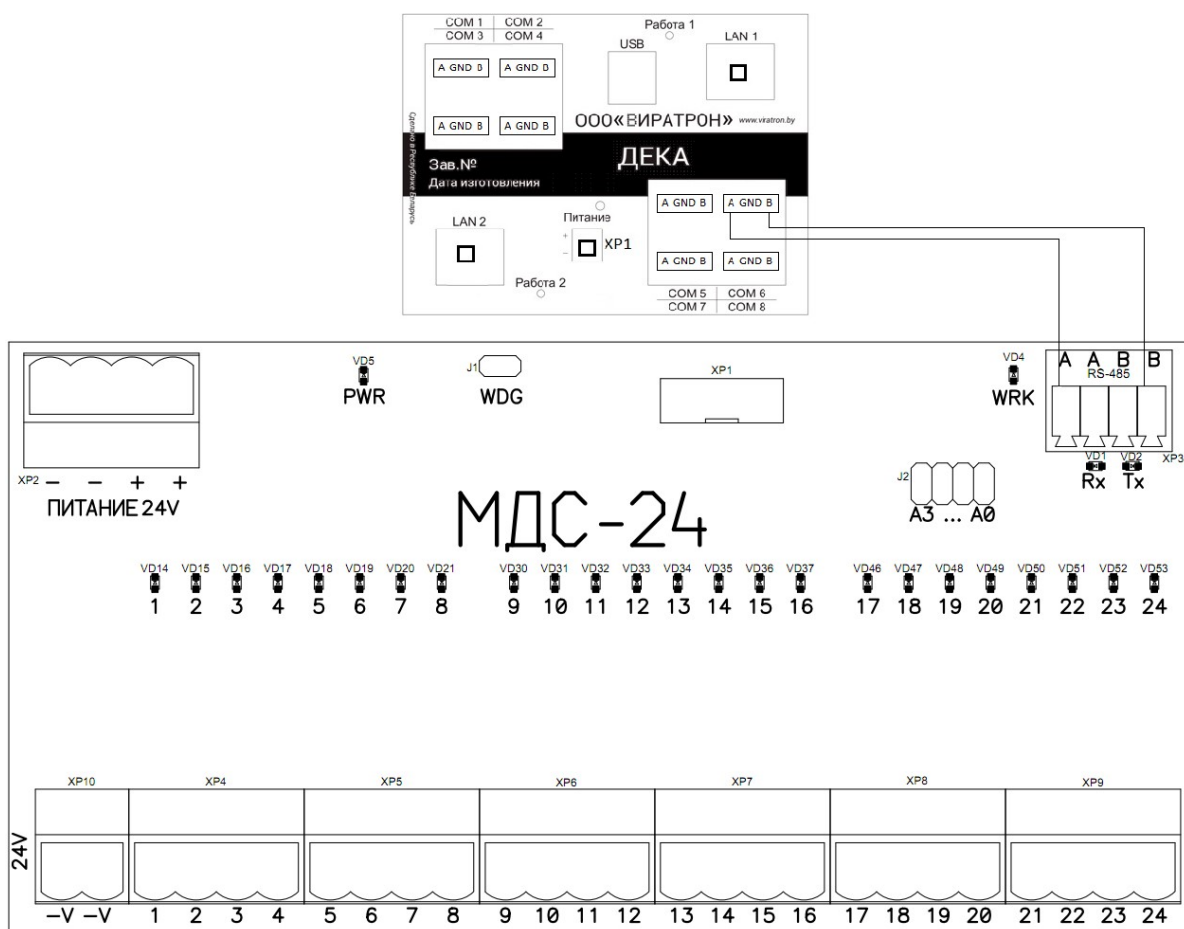 COM 1 COM 2
COM 3 COM 4
Работа 1
USB
LAN 1
A GND B A GND B
A GND B A GND B
ООО«ВИРАТРОН» www.viratron.by
Сделано в Республике Беларусь
ДЕКА
Зав.№
Дата изготовления
A GND B A GND B
LAN 2
Питание
+
−
XP1
A GND B A GND B
Работа 2
COM 5 COM 6
COM 7 COM 8
VD5
PWR
J1
WDG
XP1
VD4
WRK
A A B B
RS-485
XP3
VD1 VD2
Rx Tx
XP2 − − + +
ПИТАНИЕ 24V
J2
A3 ... A0
МДС-24
VD14 VD15 VD16 VD17 VD18 VD19 VD20 VD21 VD30 VD31 VD32 VD33 VD34 VD35 VD36 VD37 VD46 VD47 VD48 VD49 VD50 VD51 VD52 VD53
1 2 3 4 5 6 7 8 9 10 11 12 13 14 15 16 17 18 19 20 21 22 23 24
XP10 XP4 XP5 XP6 XP7 XP8 XP9
24V
−V −V 1 2 3 4 5 6 7 8 9 10 11 12 13 14 15 16 17 18 19 20 21 22 23 24